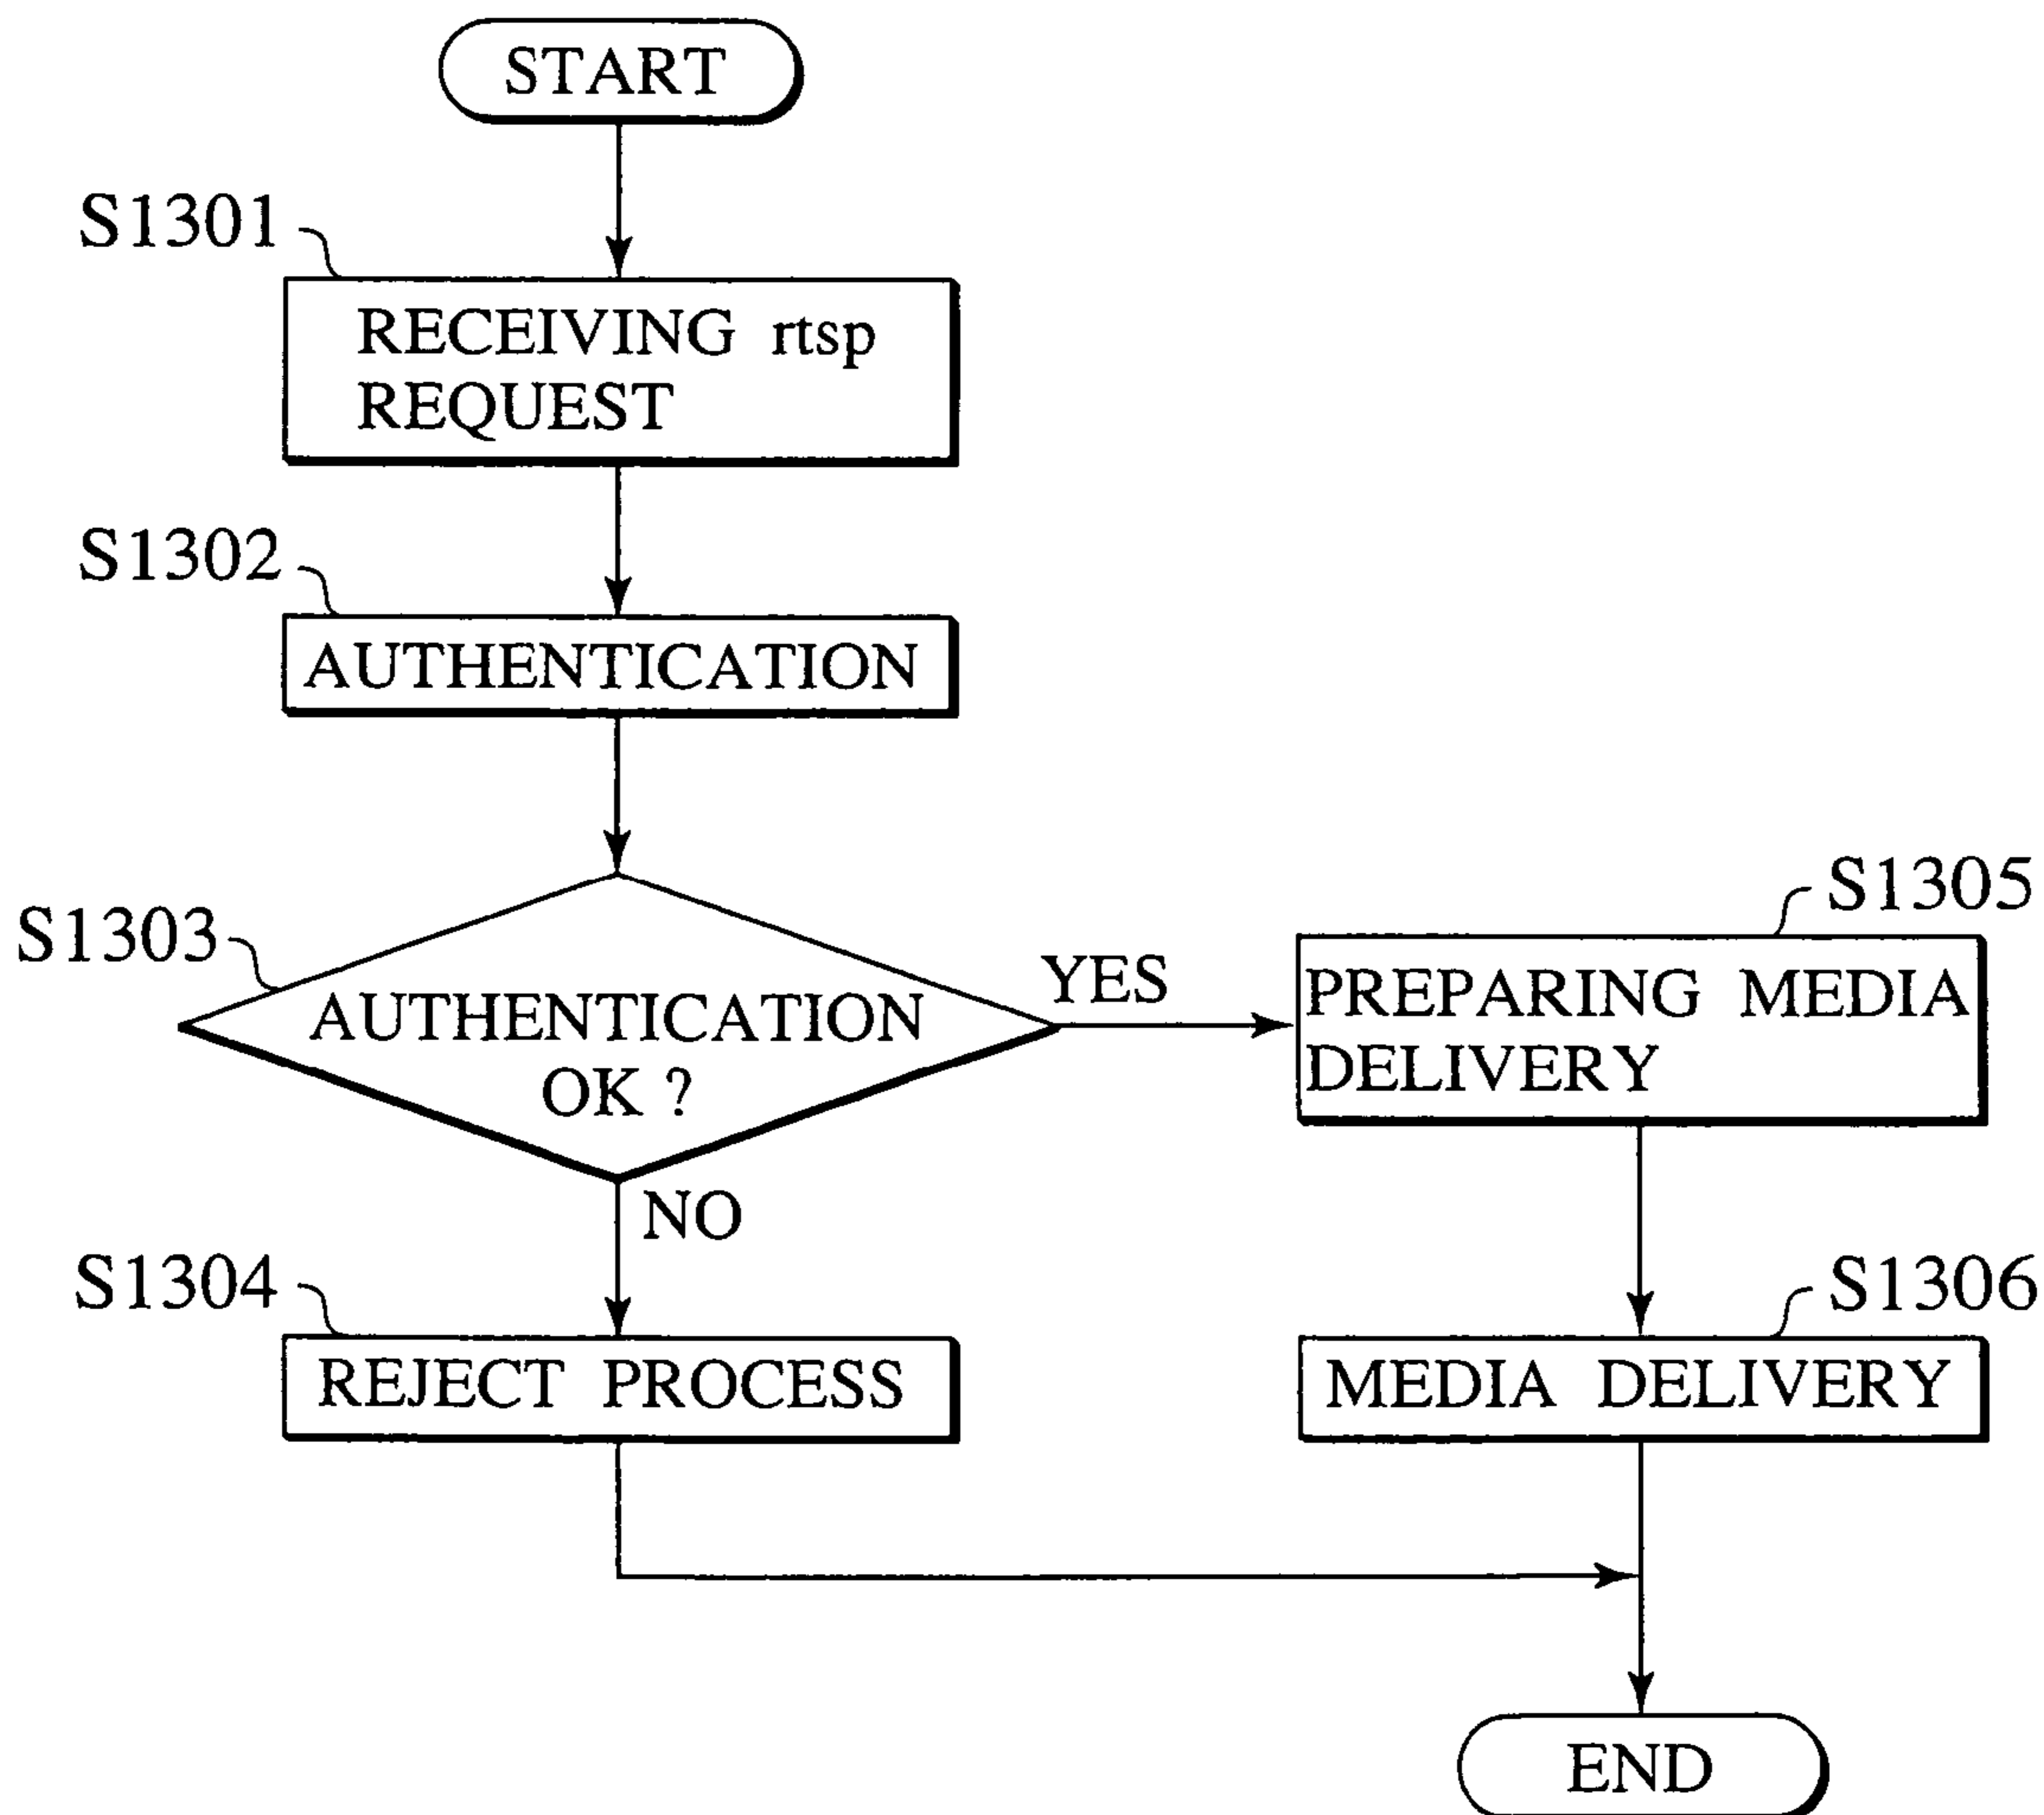 START
S1301
RECEIVING rtsp
REQUEST
S1302
AUTHENTICATION
S1303
AUTHENTICATION
OK ?
YES
NO
S1305
PREPARING MEDIA
DELIVERY
S1304
REJECT PROCESS
S1306
MEDIA DELIVERY
END